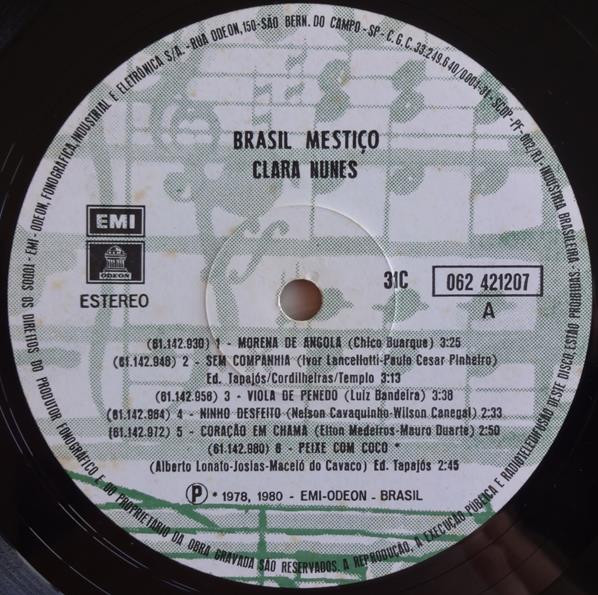 TODOS OS DIREITOS DO PRODUTOR FONOGRÁFICO E DO PROPRIETÁRIO DA OBRA GRAVADA SÃO RESERVADOS. A REPRODUÇÃO, A EXECUÇÃO PÚBLICA E RADIOTELEDIFUSÃO DESTE DISCO, ESTÃO PROIBIDAS - EMI - ODEON, FONOGRAFICA, INDUSTRIAL E ELETRÔNICA S/A. - RUA ODEON, 150 - SÃO BERN. DO CAMPO - SP - C.G.C. 33.249.640/0004-31 - SCDP - PF - 002/RJ - INDÚSTRIA BRASILEIRA
BRASIL MESTIÇO
CLARA NUNES
EMI
ODEON
ESTEREO
31C 062 421207
A
(61.142.930) 1 - MORENA DE ANGOLA (Chico Buarque) 3:25
(61.142.948) 2 - SEM COMPANHIA (Ivor Lancellotti-Paulo Cesar Pinheiro)
Ed. Tapajós/Cordilheiras/Templo 3:13
(61.142.956) 3 - VIOLA DE PENEDO (Luiz Bandeira) 3:38
(61.142.964) 4 - NINHO DESFEITO (Nelson Cavaquinho-Wilson Canegal) 2:33
(61.142.972) 5 - CORAÇÃO EM CHAMA (Elton Medeiros-Mauro Duarte) 2:50
(61.142.980) 6 - PEIXE COM COCO *
(Alberto Lonato-Josias-Maceió do Cavaco) Ed. Tapajós 2:45
Ⓟ * 1978, 1980 - EMI-ODEON - BRASIL